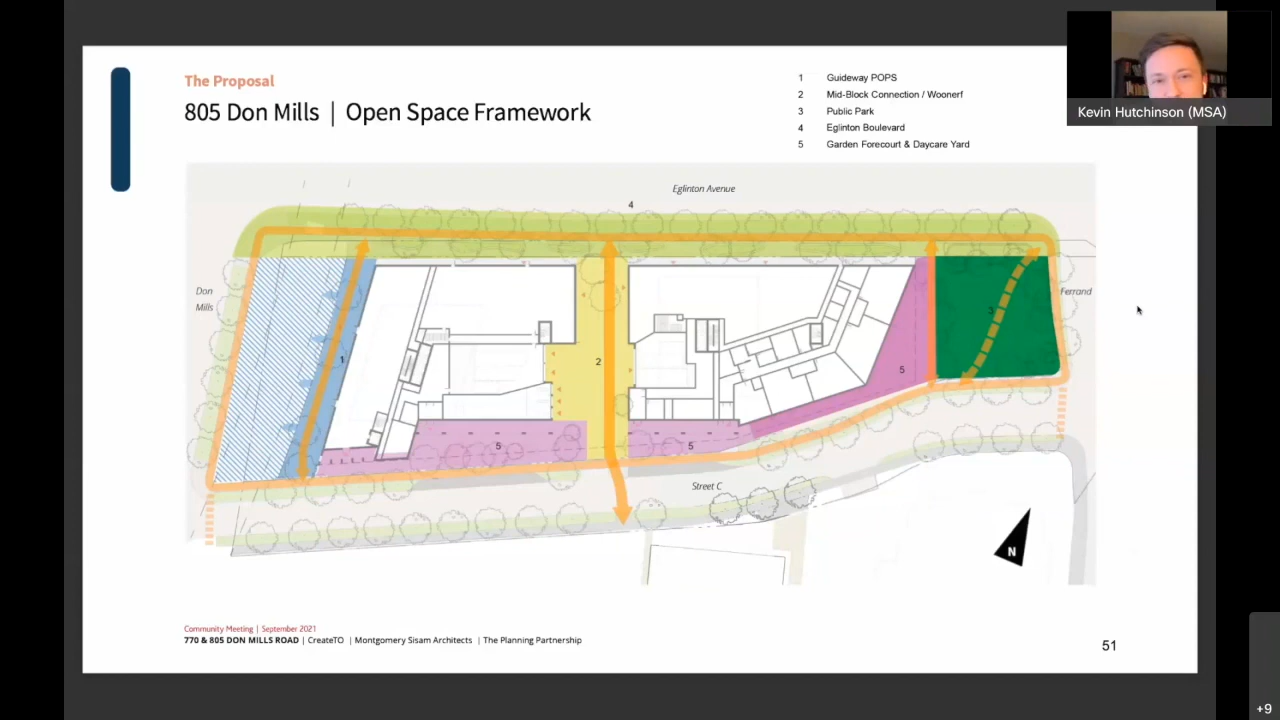 The Proposal
805 Don Mills | Open Space Framework
1 Guideway POPS
2 Mid-Block Connection / Woonerf
3 Public Park
4 Eglinton Boulevard
5 Garden Forecourt & Daycare Yard
Kevin Hutchinson (MSA)
Eglinton Avenue
4
Don
Mills
Ferrand
3
1
2
5
5
5
Street C
N
Community Meeting | September 2021
770 & 805 DON MILLS ROAD | CreateTO | Montgomery Sisam Architects | The Planning Partnership
51
+9